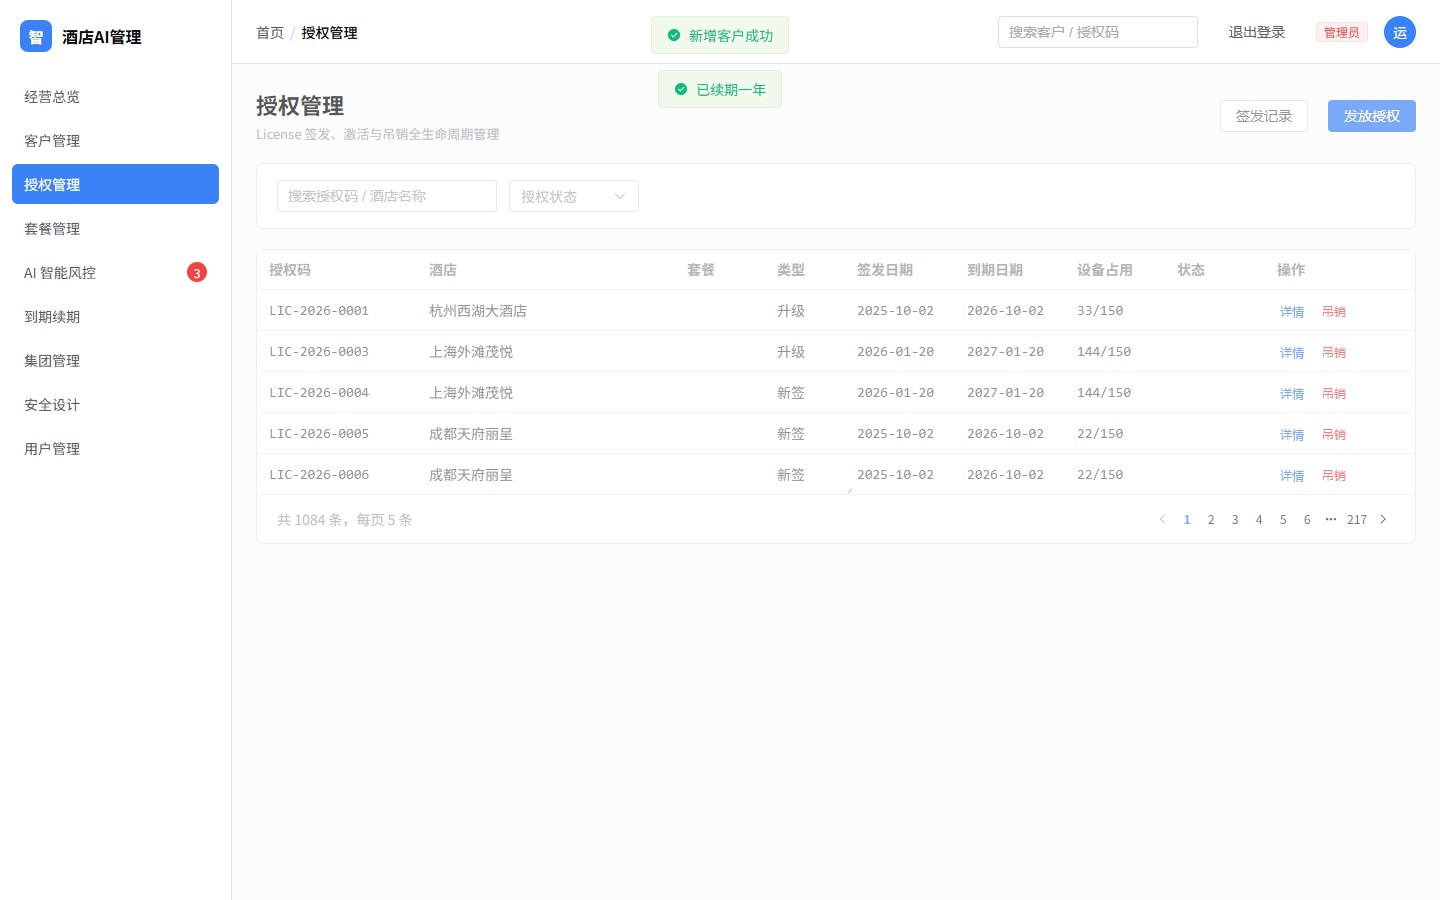 智 酒店AI管理
首页 / 授权管理
新增客户成功
搜索客户 / 授权码
退出登录
管理员
运
经营总览
客户管理
授权管理
套餐管理
AI 智能风控 3
到期续期
集团管理
安全设计
用户管理
已续期一年
授权管理
License 签发、激活与吊销全生命周期管理
签发记录
发放授权
搜索授权码 / 酒店名称
授权状态
授权码 酒店 套餐 类型 签发日期 到期日期 设备占用 状态 操作
LIC-2026-0001 杭州西湖大酒店 升级 2025-10-02 2026-10-02 33/150 详情 吊销
LIC-2026-0003 上海外滩茂悦 升级 2026-01-20 2027-01-20 144/150 详情 吊销
LIC-2026-0004 上海外滩茂悦 新签 2026-01-20 2027-01-20 144/150 详情 吊销
LIC-2026-0005 成都天府丽呈 新签 2025-10-02 2026-10-02 22/150 详情 吊销
LIC-2026-0006 成都天府丽呈 新签 2025-10-02 2026-10-02 22/150 详情 吊销
共 1084 条，每页 5 条
1 2 3 4 5 6 ··· 217